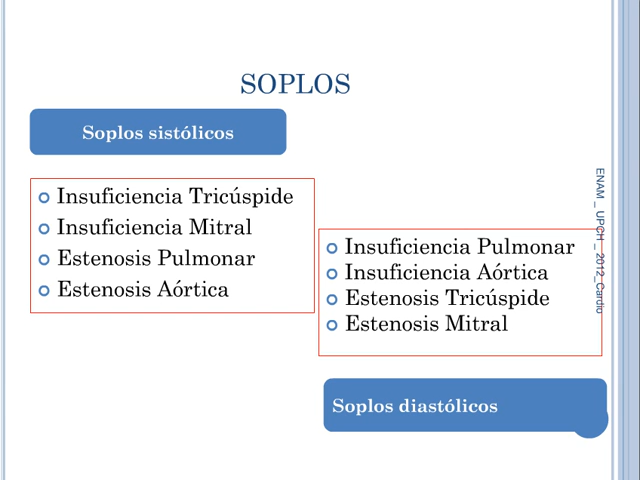 SOPLOS
Soplos sistólicos
Insuficiencia Tricúspide
Insuficiencia Mitral
Estenosis Pulmonar
Estenosis Aórtica
Insuficiencia Pulmonar
Insuficiencia Aórtica
Estenosis Tricúspide
Estenosis Mitral
Soplos diastólicos
ENAM _ UPCH _ 2012_Cardio